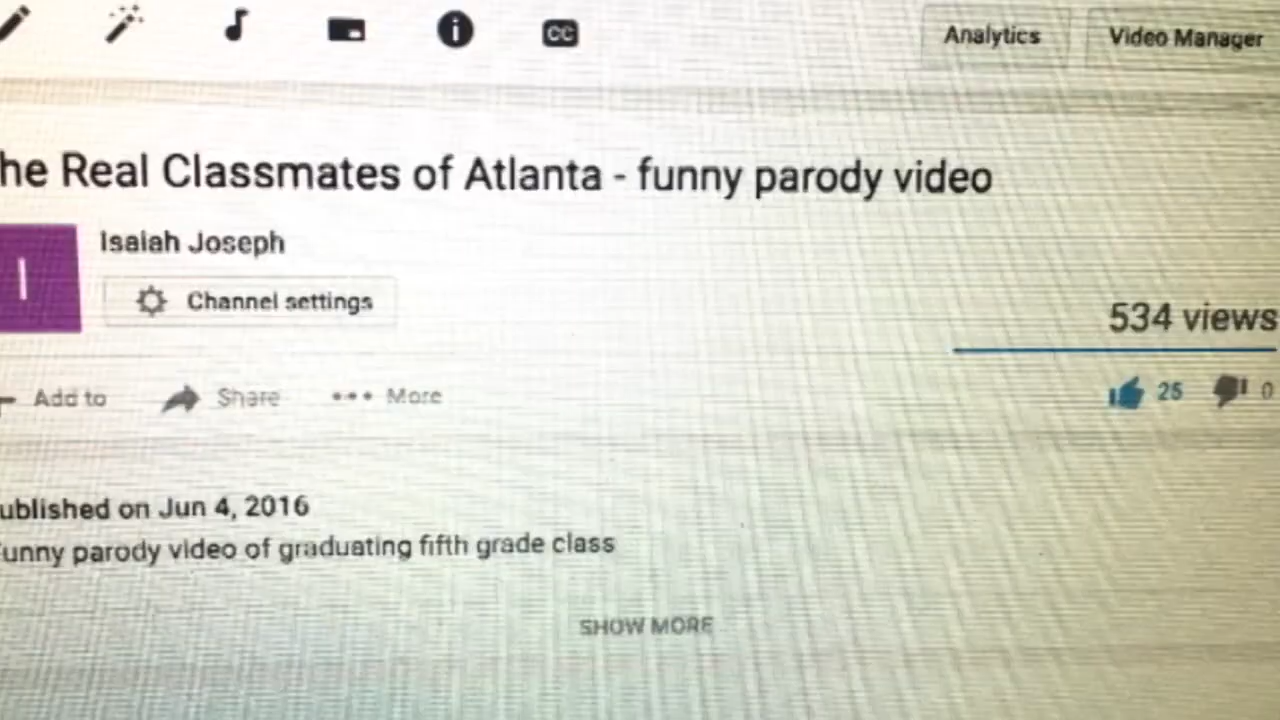 CC
Analytics
Video Manager
he Real Classmates of Atlanta - funny parody video
I
Isaiah Joseph
Channel settings
534 views
Add to
Share
More
25
0
ublished on Jun 4, 2016
unny parody video of graduating fifth grade class
SHOW MORE